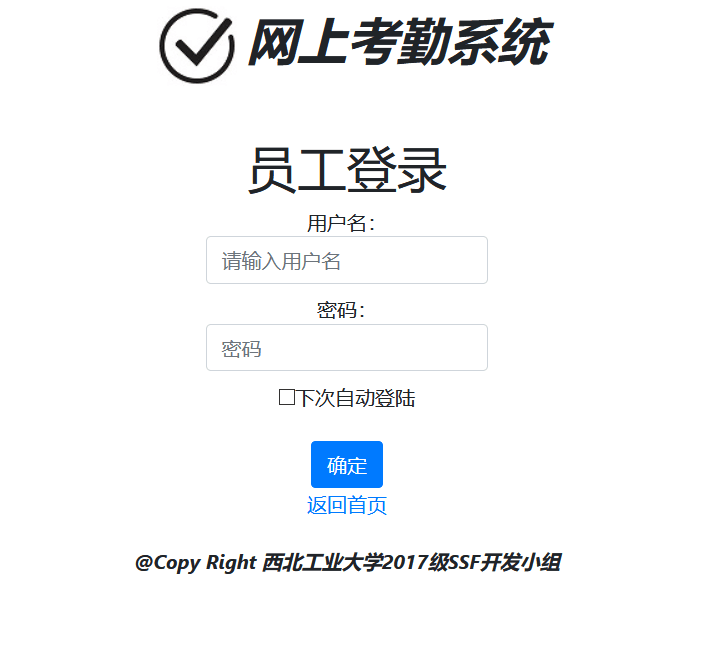 网上考勤系统
员工登录
用户名：
请输入用户名
密码：
密码
下次自动登陆
确定
返回首页
@Copy Right 西北工业大学2017级SSF开发小组